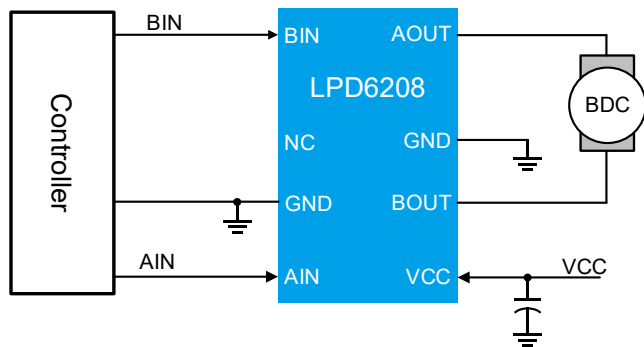 BIN
BIN
AOUT
LPD6208
BDC
Controller
NC
GND
GND
BOUT
AIN
AIN
VCC
VCC